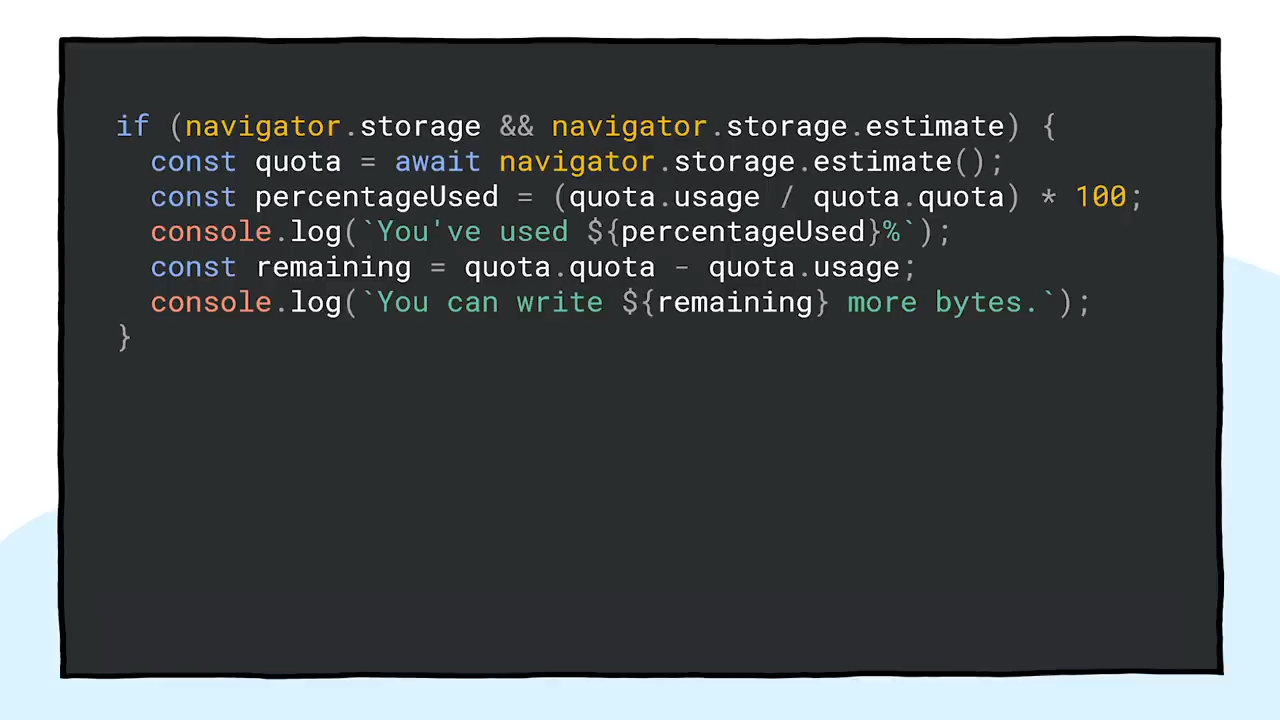 if (navigator.storage && navigator.storage.estimate) {
  const quota = await navigator.storage.estimate();
  const percentageUsed = (quota.usage / quota.quota) * 100;
  console.log(`You've used ${percentageUsed}%`);
  const remaining = quota.quota - quota.usage;
  console.log(`You can write ${remaining} more bytes.`);
}